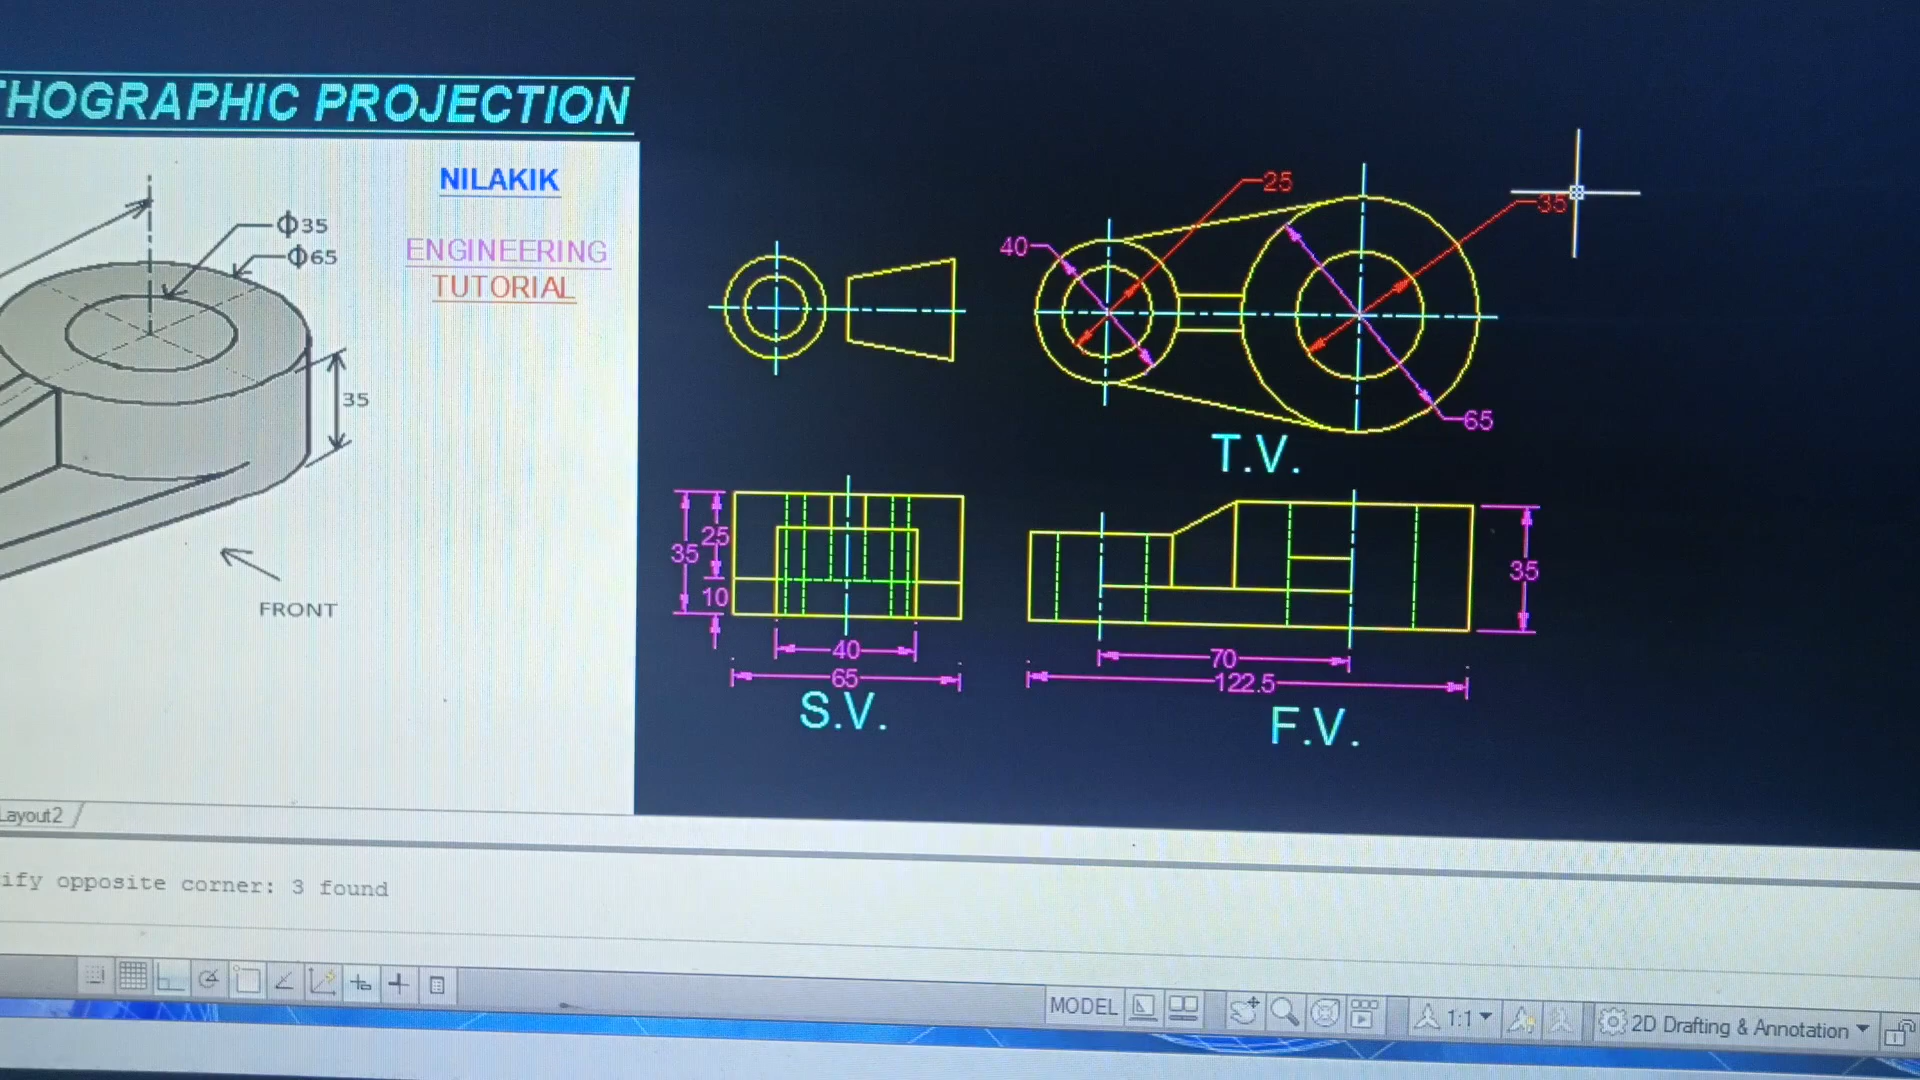 THOGRAPHIC PROJECTION
NILAKIK
ENGINEERING
TUTORIAL
Φ35
Φ65
35
FRONT
25
35
40
65
T.V.
35
25
10
40
65
S.V.
35
70
122.5
F.V.
Layout2
ify opposite corner: 3 found
MODEL
1:1
2D Drafting & Annotation